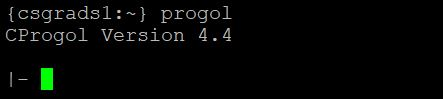 {csgrads1:~} progol
CProgol Version 4.4
|-